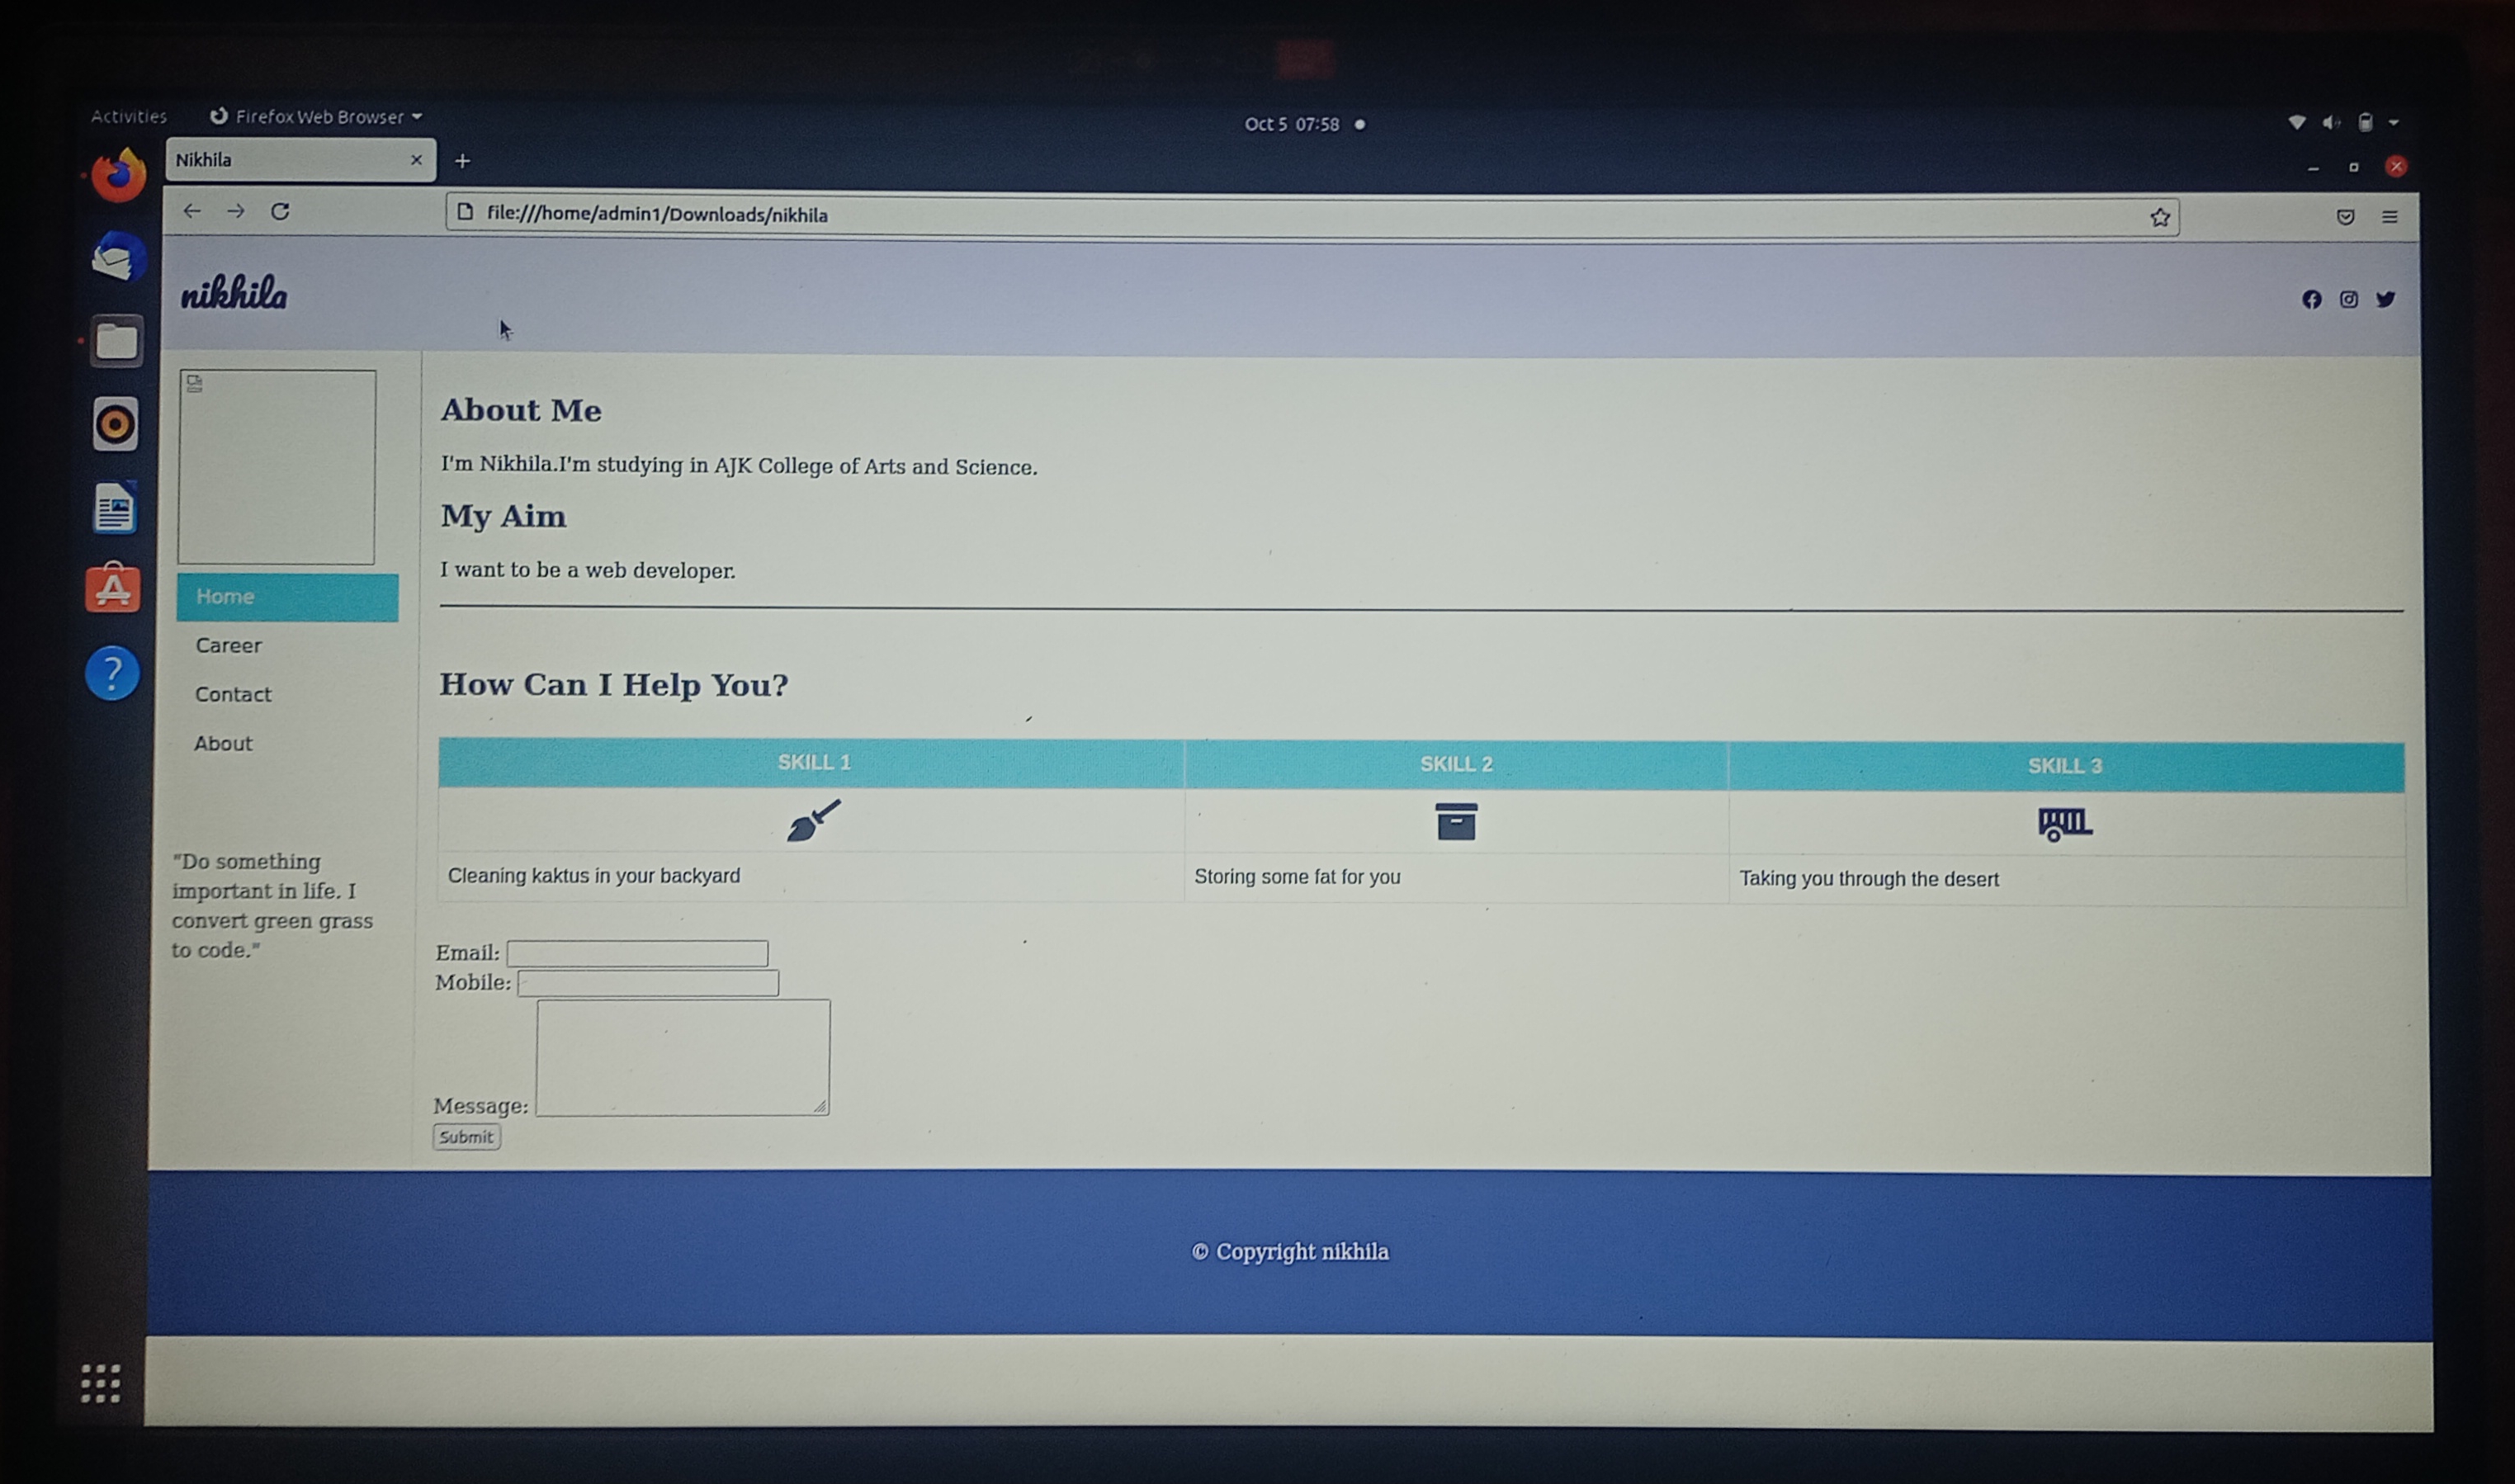 Activities
Firefox Web Browser
Oct 5 07:58
Nikhila
file:///home/admin1/Downloads/nikhila
nikhila
About Me
I'm Nikhila.I'm studying in AJK College of Arts and Science.
My Aim
I want to be a web developer.
Home
Career
Contact
About
"Do something
important in life. I
convert green grass
to code."
How Can I Help You?
SKILL 1 SKILL 2 SKILL 3
Cleaning kaktus in your backyard Storing some fat for you Taking you through the desert
Email:
Mobile:
Message:
Submit
© Copyright nikhila